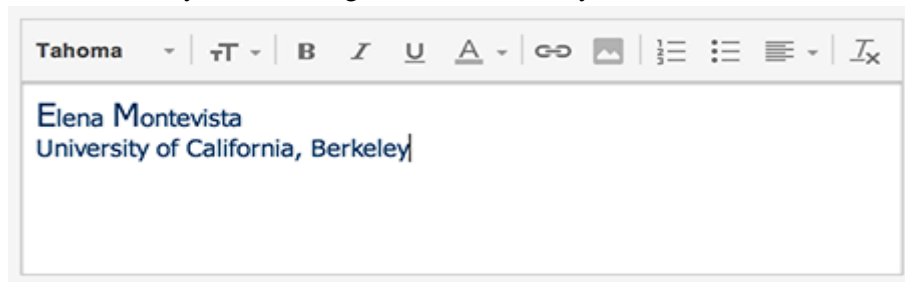 Tahoma B I U A
Elena Montevista
University of California, Berkeley